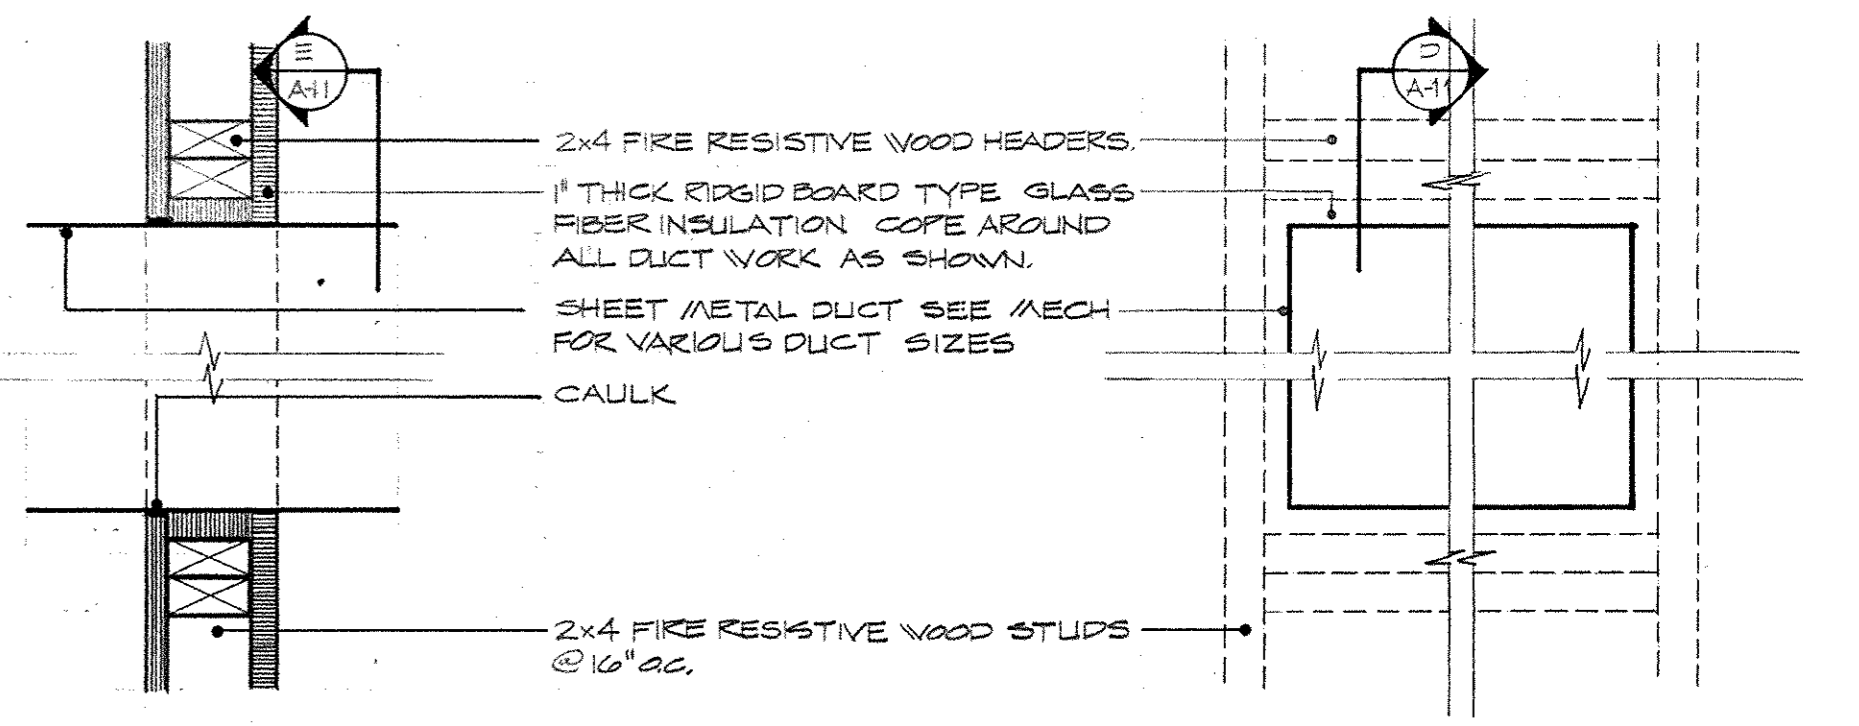 E
A-11
D
A-11
2x4 FIRE RESISTIVE WOOD HEADERS.
1" THICK RIDGID BOARD TYPE GLASS
FIBER INSULATION COPE AROUND
ALL DUCT WORK AS SHOWN.
SHEET METAL DUCT SEE MECH
FOR VARIOUS DUCT SIZES
CAULK
2x4 FIRE RESISTIVE WOOD STUDS
@ 16" O.C.